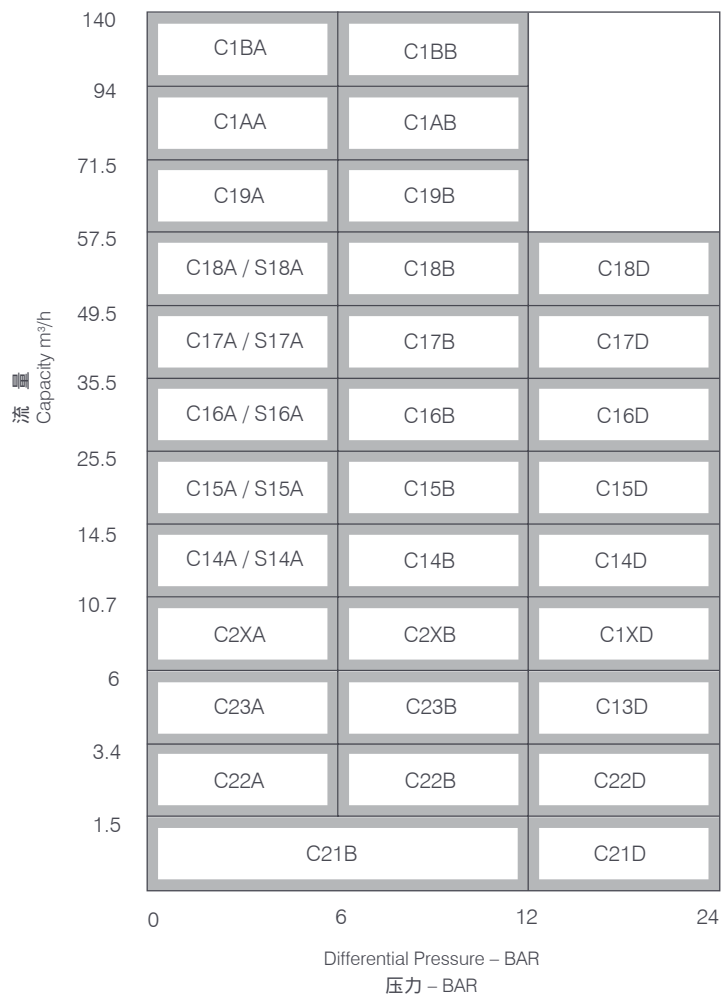 140
C1BA
C1BB
94
C1AA
C1AB
71.5
C19A
C19B
57.5
C18A / S18A
C18B
C18D
49.5
C17A / S17A
C17B
C17D
35.5
C16A / S16A
C16B
C16D
25.5
C15A / S15A
C15B
C15D
14.5
C14A / S14A
C14B
C14D
10.7
C2XA
C2XB
C1XD
6
C23A
C23B
C13D
3.4
C22A
C22B
C22D
1.5
C21B
C21D
流 量
Capacity m³/h
0
6
12
24
Differential Pressure – BAR
压力 – BAR